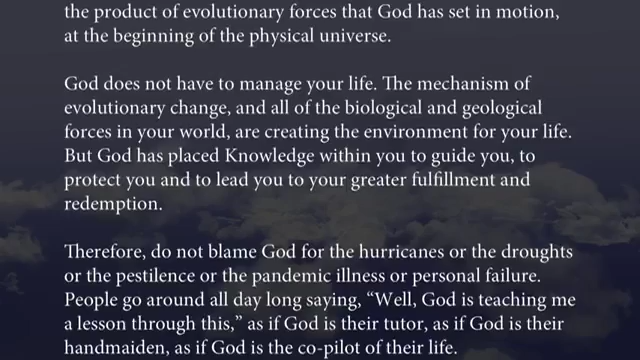 the product of evolutionary forces that God has set in motion,
at the beginning of the physical universe.
God does not have to manage your life. The mechanism of
evolutionary change, and all of the biological and geological
forces in your world, are creating the environment for your life.
But God has placed Knowledge within you to guide you, to
protect you and to lead you to your greater fulfillment and
redemption.
Therefore, do not blame God for the hurricanes or the droughts
or the pestilence or the pandemic illness or personal failure.
People go around all day long saying, “Well, God is teaching me
a lesson through this,” as if God is their tutor, as if God is their
handmaiden, as if God is the co-pilot of their life.